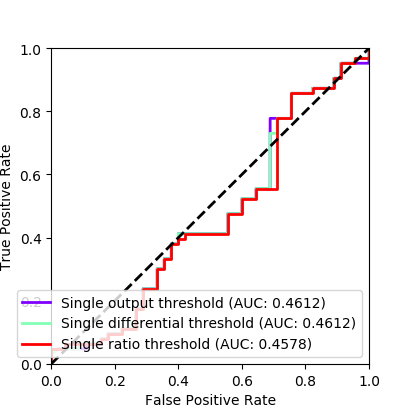 1.0
0.8
0.6
0.4
0.2
0.0
True Positive Rate
Single output threshold (AUC: 0.4612)
Single differential threshold (AUC: 0.4612)
Single ratio threshold (AUC: 0.4578)
0.0 0.2 0.4 0.6 0.8 1.0
False Positive Rate